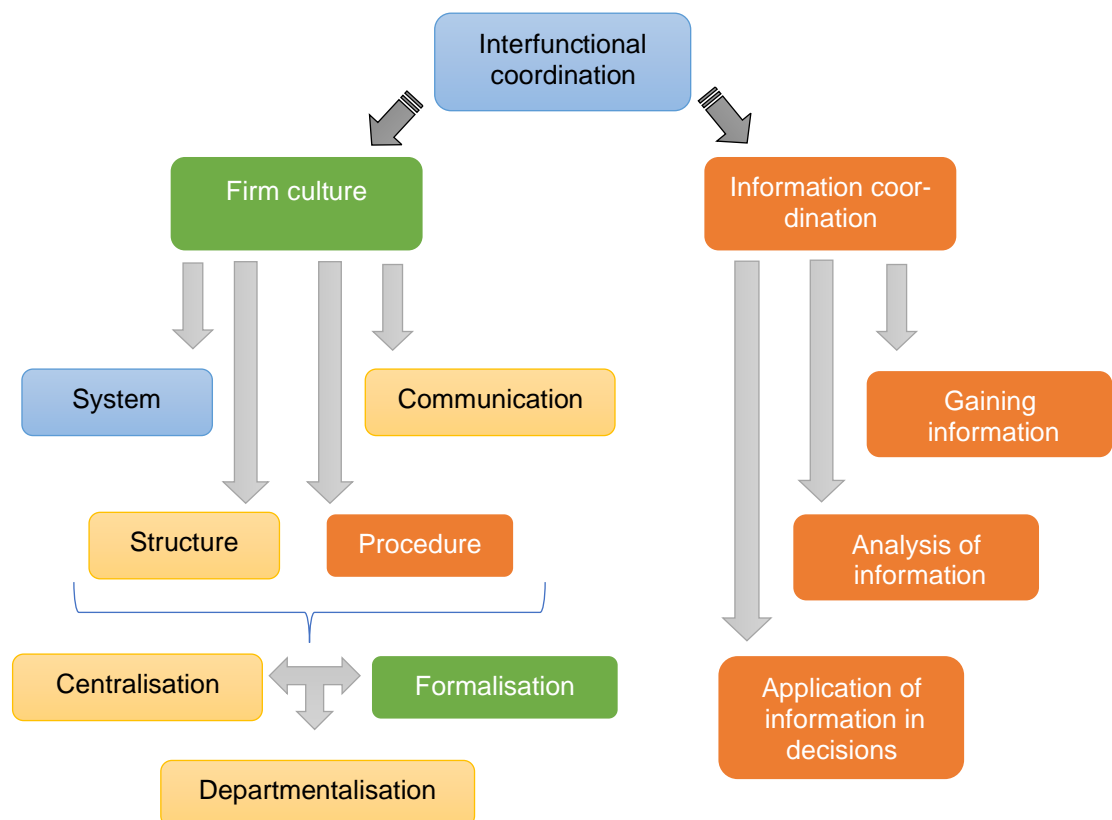 Interfunctional
coordination
Firm culture
Information coor-
dination
System
Communication
Gaining
information
Structure
Procedure
Analysis of
information
Centralisation
Formalisation
Application of
information in
decisions
Departmentalisation